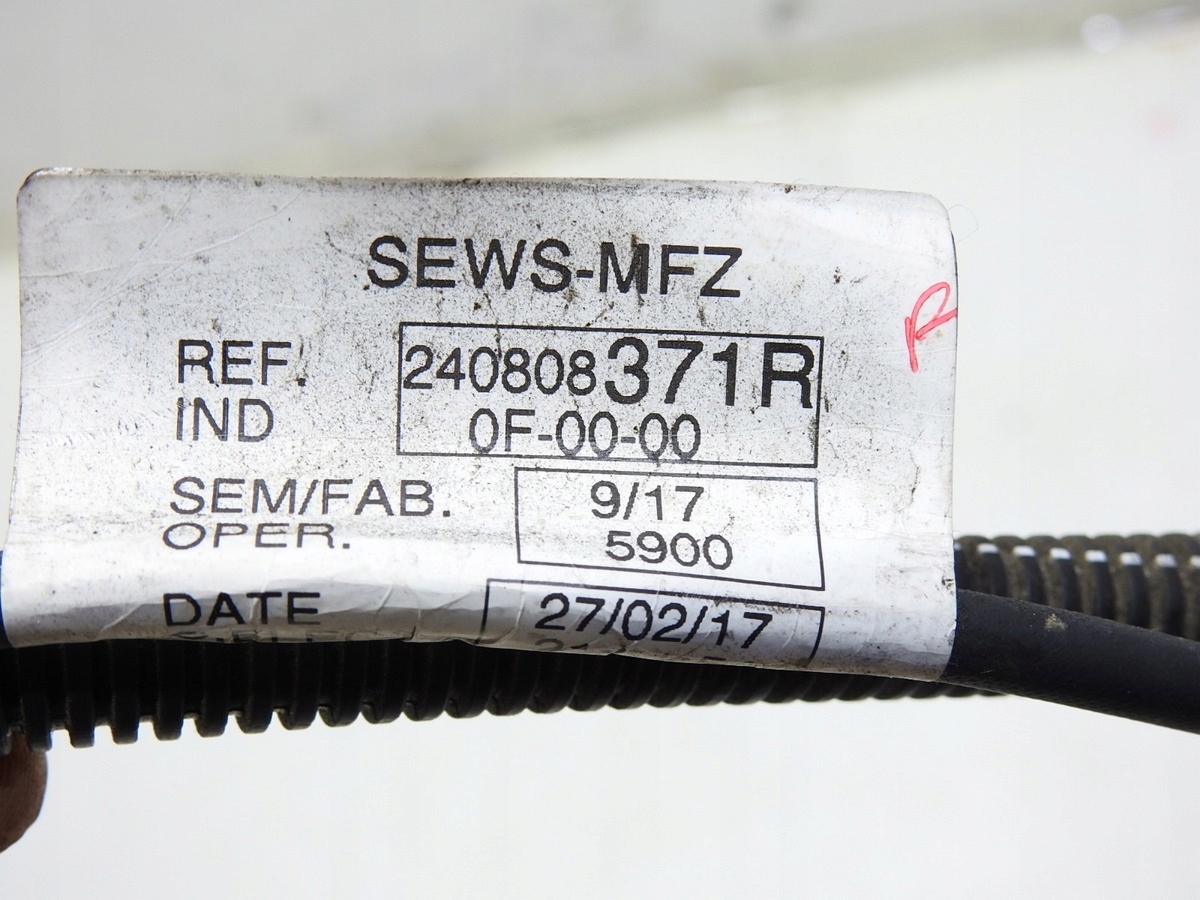 SEWS-MFZ
REF. 240808371R
IND 0F-00-00
SEM/FAB. 9/17
OPER. 5900
DATE 27/02/17
R